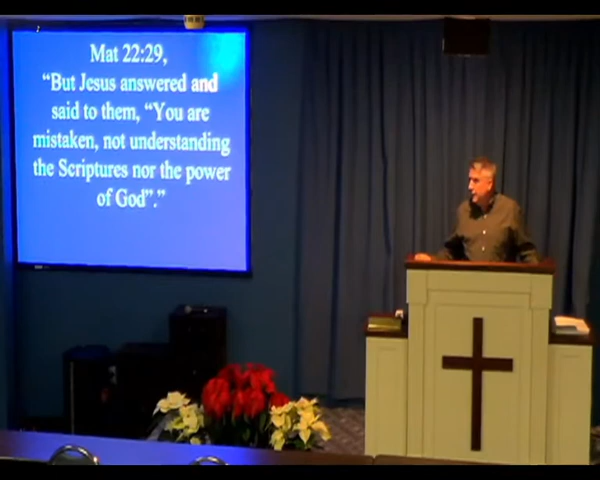 Mat 22:29,
“But Jesus answered and
said to them, “You are
mistaken, not understanding
the Scriptures nor the power
of God”.”